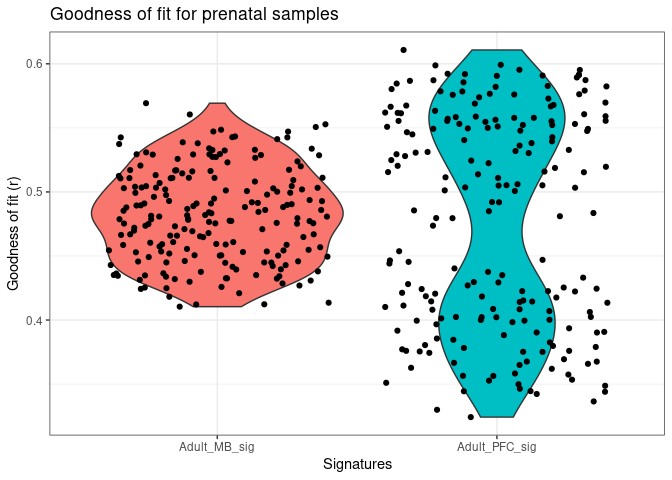 Goodness of fit for prenatal samples
Goodness of fit (r)
0.6
0.5
0.4
Adult_MB_sig
Adult_PFC_sig
Signatures